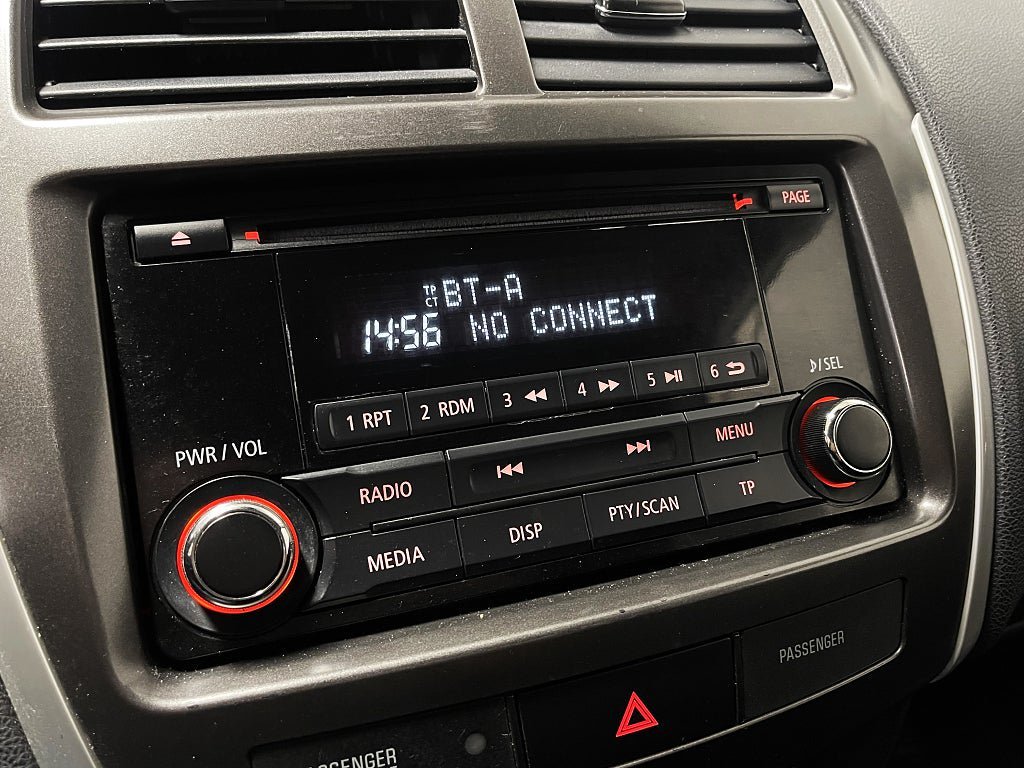 PAGE
TP
CT
BT-A
14:56 NO CONNECT
♪/SEL
1 RPT
2 RDM
3
4
5
6
PWR / VOL
RADIO
MENU
MEDIA
DISP
PTY/SCAN
TP
PASSENGER
PASSENGER